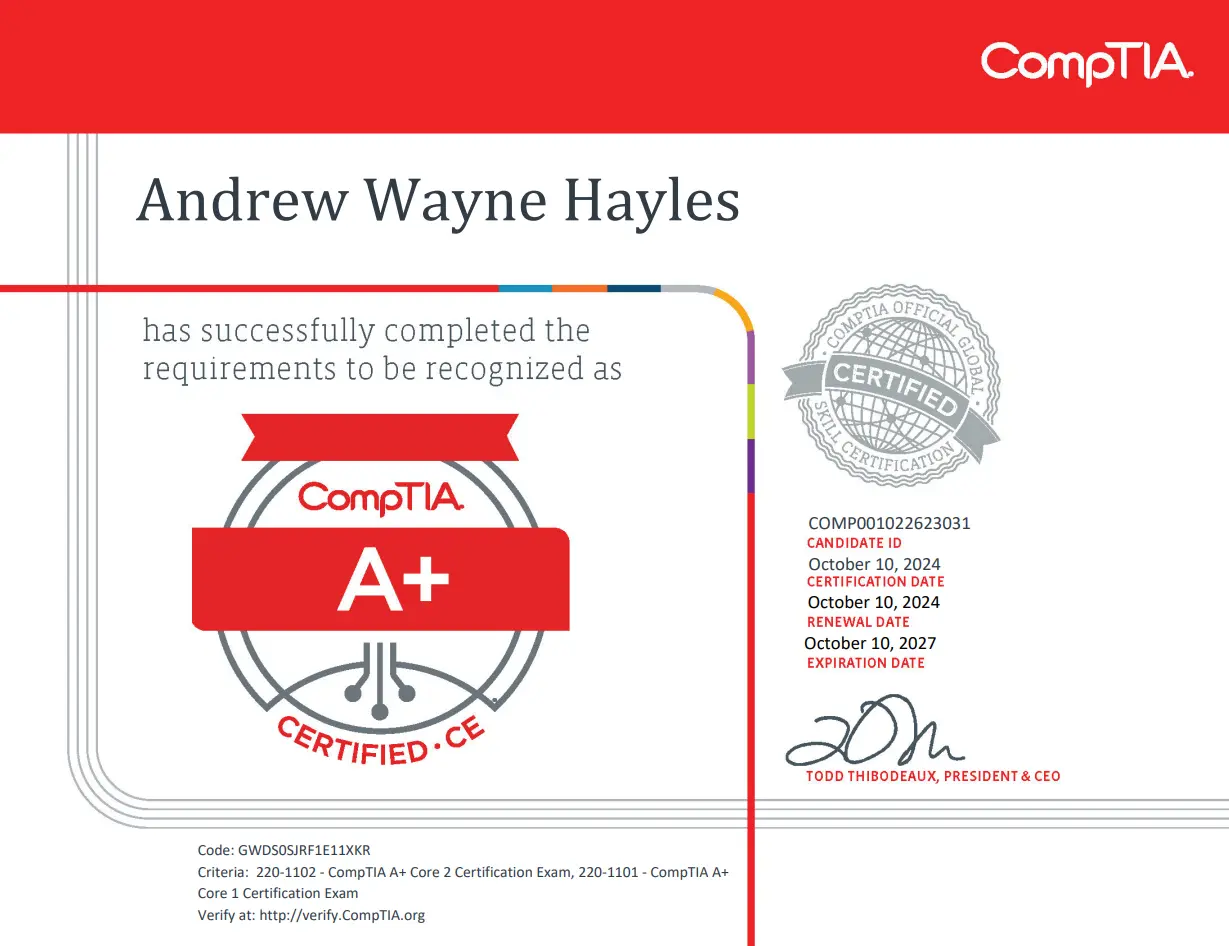 CompTIA.
Andrew Wayne Hayles
has successfully completed the
requirements to be recognized as
CompTIA.
A+
CERTIFIED • CE
COMPTIA OFFICIAL GLOBAL
CERTIFIED
SKILL CERTIFICATION
COMP001022623031
CANDIDATE ID
October 10, 2024
CERTIFICATION DATE
October 10, 2024
RENEWAL DATE
October 10, 2027
EXPIRATION DATE
TODD THIBODEAUX, PRESIDENT & CEO
Code: GWDS0SJRF1E11XKR
Criteria:  220-1102 - CompTIA A+ Core 2 Certification Exam, 220-1101 - CompTIA A+
Core 1 Certification Exam
Verify at: http://verify.CompTIA.org